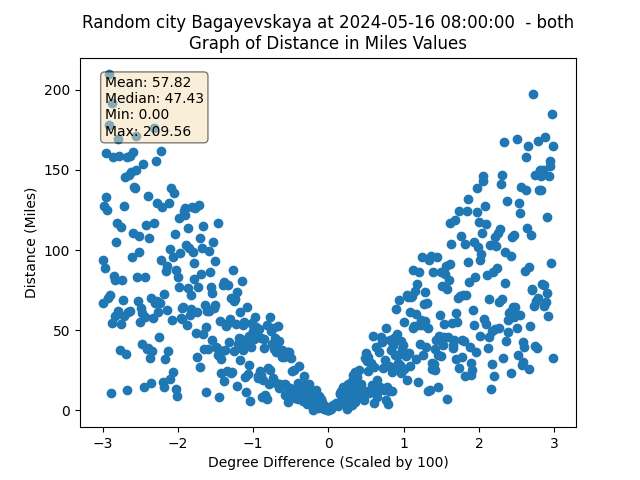 Random city Bagayevskaya at 2024-05-16 08:00:00  - both
Graph of Distance in Miles Values
Mean: 57.82
Median: 47.43
Min: 0.00
Max: 209.56
200
150
100
50
0
Distance (Miles)
−3
−2
−1
0
1
2
3
Degree Difference (Scaled by 100)